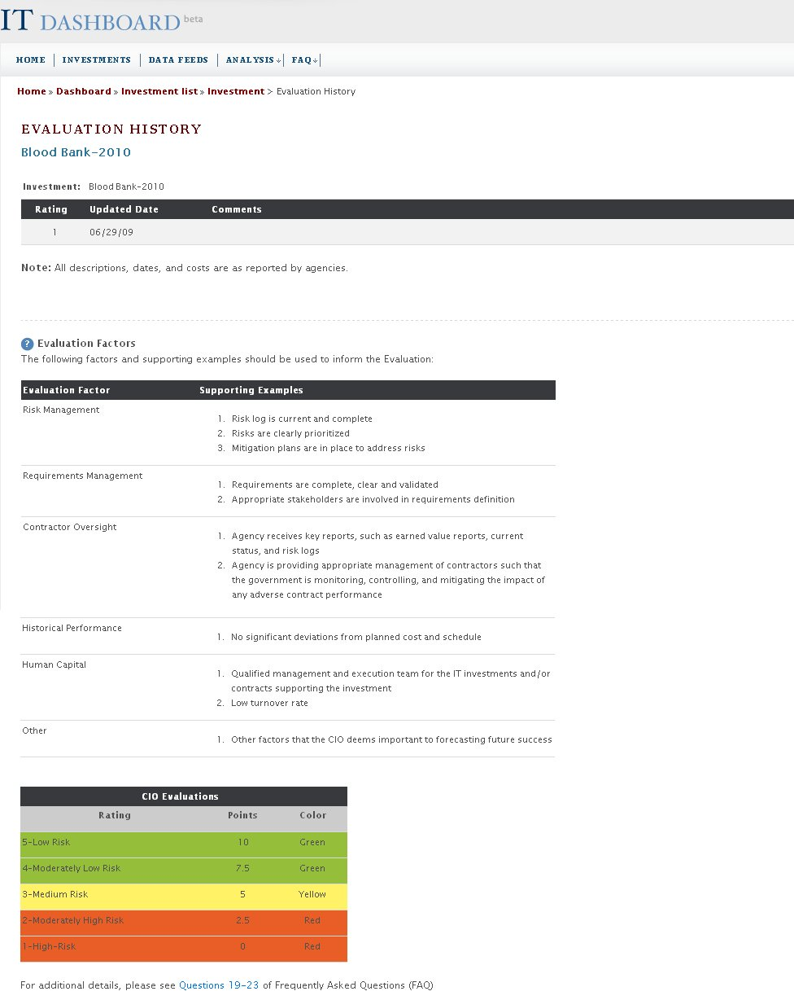 IT DASHBOARD beta
HOME INVESTMENTS DATA FEEDS ANALYSIS FAQ
Home » Dashboard » Investment list » Investment > Evaluation History
EVALUATION HISTORY
Blood Bank-2010
Investment: Blood Bank-2010
Rating Updated Date Comments
1 06/29/09
Note: All descriptions, dates, and costs are as reported by agencies.
? Evaluation Factors
The following factors and supporting examples should be used to inform the Evaluation:
Evaluation Factor Supporting Examples
Risk Management
1. Risk log is current and complete
2. Risks are clearly prioritized
3. Mitigation plans are in place to address risks
Requirements Management
1. Requirements are complete, clear and validated
2. Appropriate stakeholders are involved in requirements definition
Contractor Oversight
1. Agency receives key reports, such as earned value reports, current
status, and risk logs
2. Agency is providing appropriate management of contractors such that
the government is monitoring, controlling, and mitigating the impact of
any adverse contract performance
Historical Performance
1. No significant deviations from planned cost and schedule
Human Capital
1. Qualified management and execution team for the IT investments and/or
contracts supporting the investment
2. Low turnover rate
Other
1. Other factors that the CIO deems important to forecasting future success
CIO Evaluations
Rating Points Color
5-Low Risk 10 Green
4-Moderately Low Risk 7.5 Green
3-Medium Risk 5 Yellow
2-Moderately High Risk 2.5 Red
1-High-Risk 0 Red
For additional details, please see Questions 19-23 of Frequently Asked Questions (FAQ)